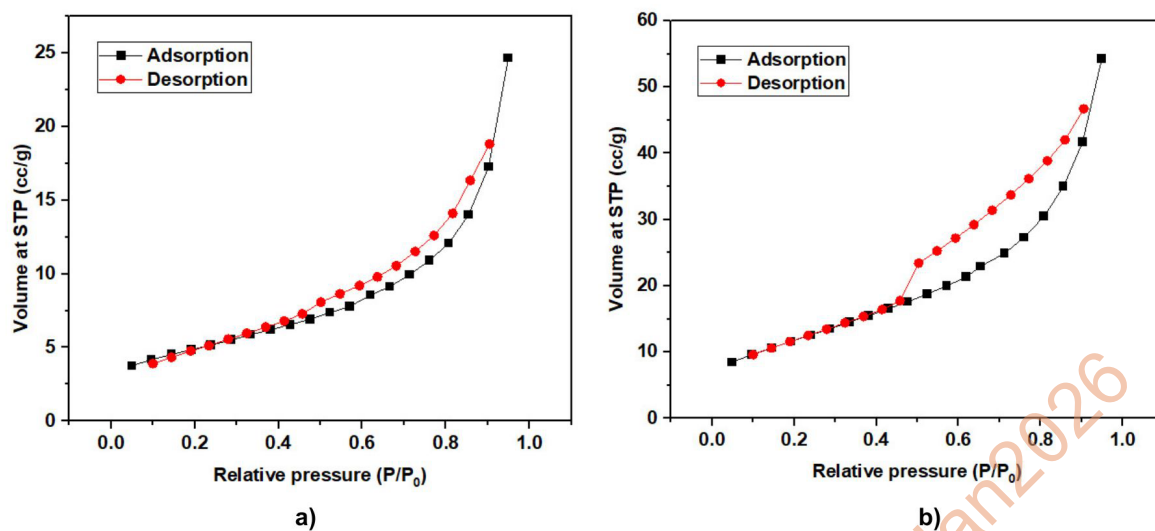 Adsorption
Desorption
Volume at STP (cc/g)
25
20
15
10
5
0
0.0 0.2 0.4 0.6 0.8 1.0
Relative pressure (P/P₀)
a)
Adsorption
Desorption
Volume at STP (cc/g)
60
50
40
30
20
10
0
0.0 0.2 0.4 0.6 0.8 1.0
Relative pressure (P/P₀)
b)